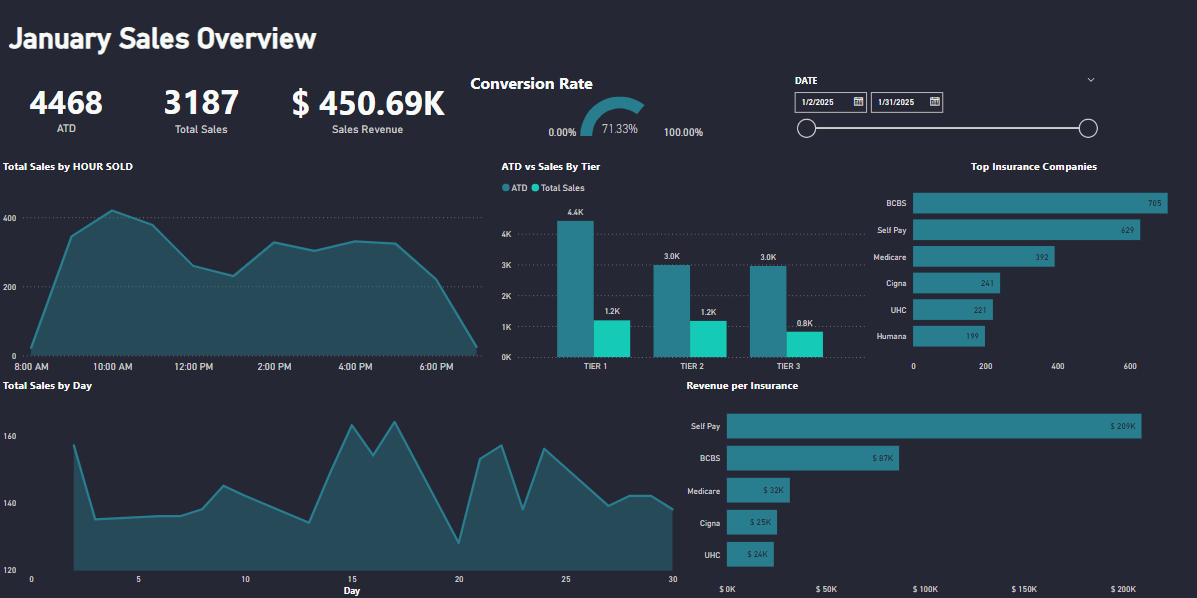 January Sales Overview
4468
ATD
3187
Total Sales
$ 450.69K
Sales Revenue
Conversion Rate
0.00%
71.33%
100.00%
DATE
1/2/2025
1/31/2025
Total Sales by HOUR SOLD
400
200
0
8:00 AM
10:00 AM
12:00 PM
2:00 PM
4:00 PM
6:00 PM
ATD vs Sales By Tier
ATD
Total Sales
4K
3K
2K
1K
0K
4.4K
1.2K
3.0K
1.2K
3.0K
0.8K
TIER 1
TIER 2
TIER 3
Top Insurance Companies
BCBS
705
Self Pay
629
Medicare
392
Cigna
241
UHC
221
Humana
199
0
200
400
600
Total Sales by Day
160
140
120
0
5
10
15
20
25
30
Day
Revenue per Insurance
Self Pay
$ 209K
BCBS
$ 87K
Medicare
$ 32K
Cigna
$ 25K
UHC
$ 24K
$ 0K
$ 50K
$ 100K
$ 150K
$ 200K